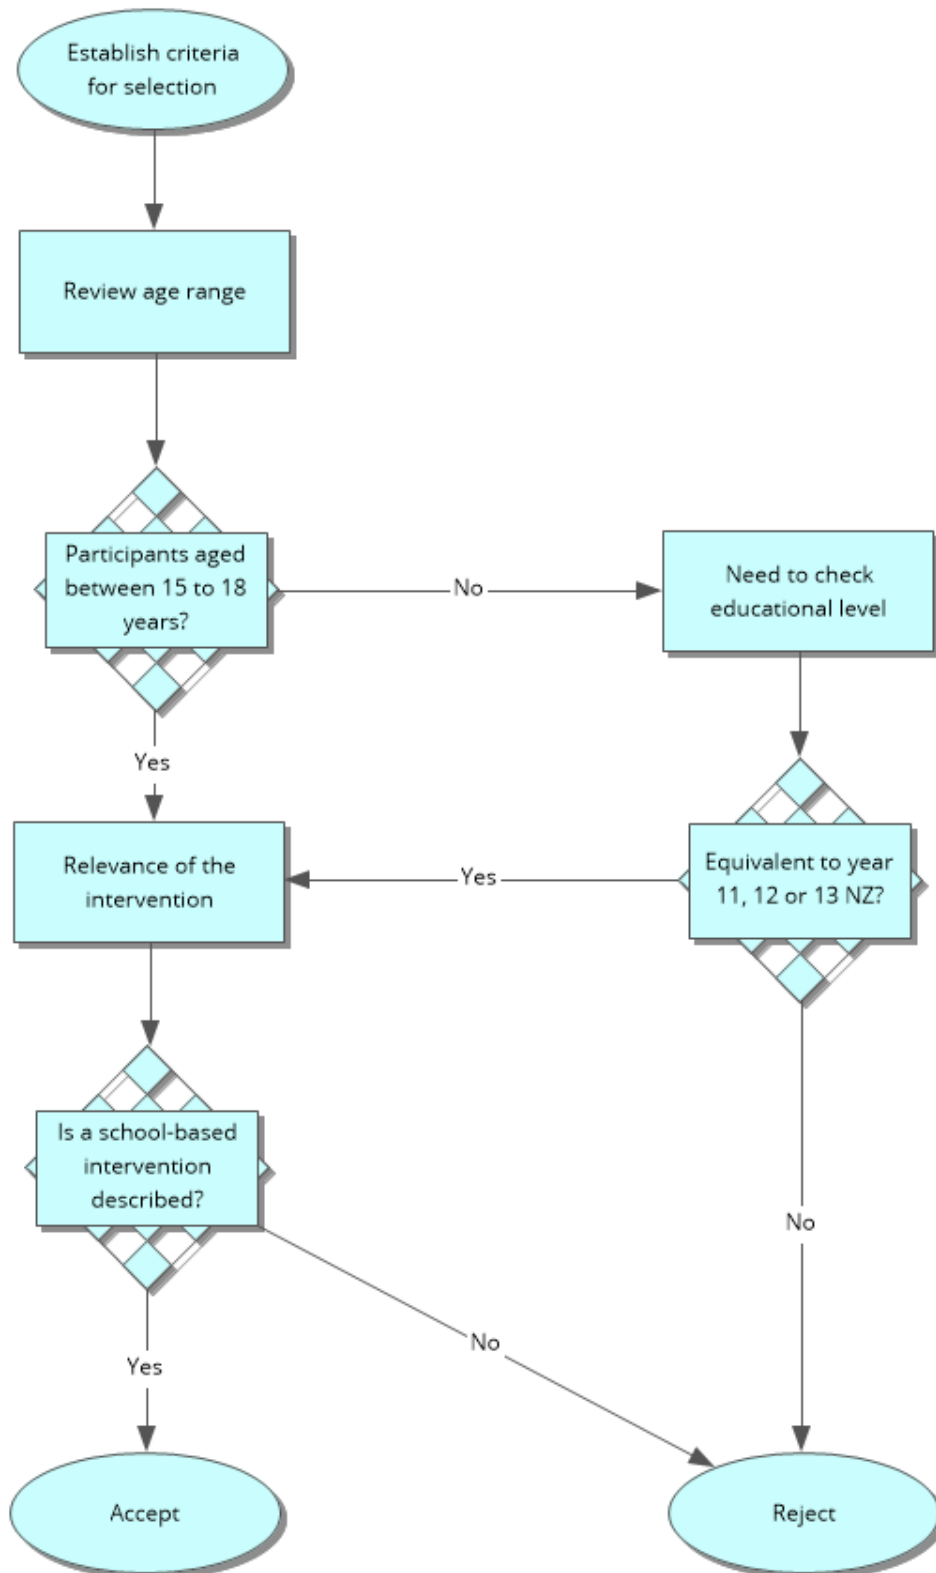 Establish criteria
for selection
Review age range
Participants aged
between 15 to 18
years?
No
Need to check
educational level
Yes
Relevance of the
intervention
Yes
Equivalent to year
11, 12 or 13 NZ?
Is a school-based
intervention
described?
No
No
Yes
Accept
Reject